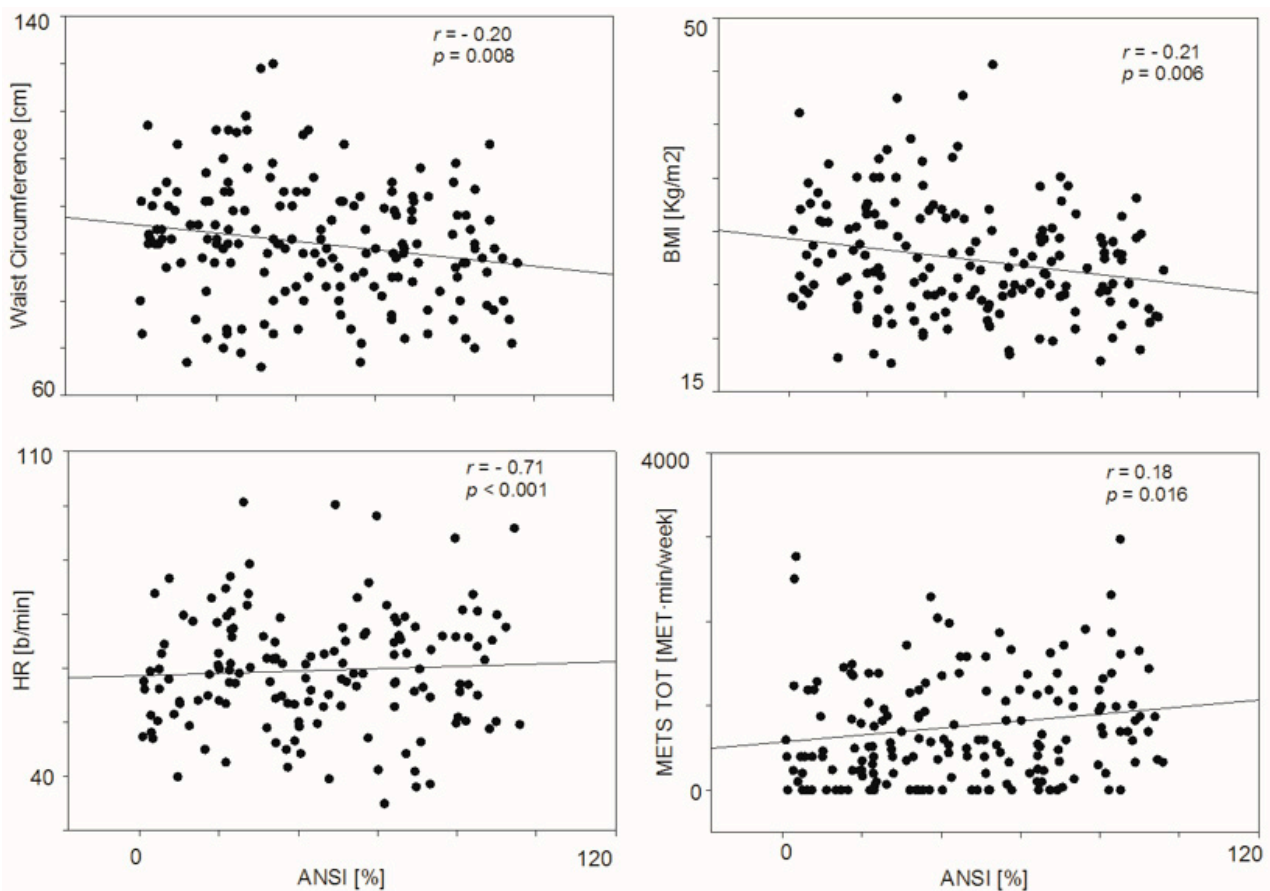 140
r = - 0.20
p = 0.008
Waist Circumference [cm]
60
50
r = - 0.21
p = 0.006
BMI [Kg/m2]
15
110
r = - 0.71
p < 0.001
HR [b/min]
40
0
120
ANSI [%]
4000
r = 0.18
p = 0.016
METS TOT [MET·min/week]
0
0
120
ANSI [%]